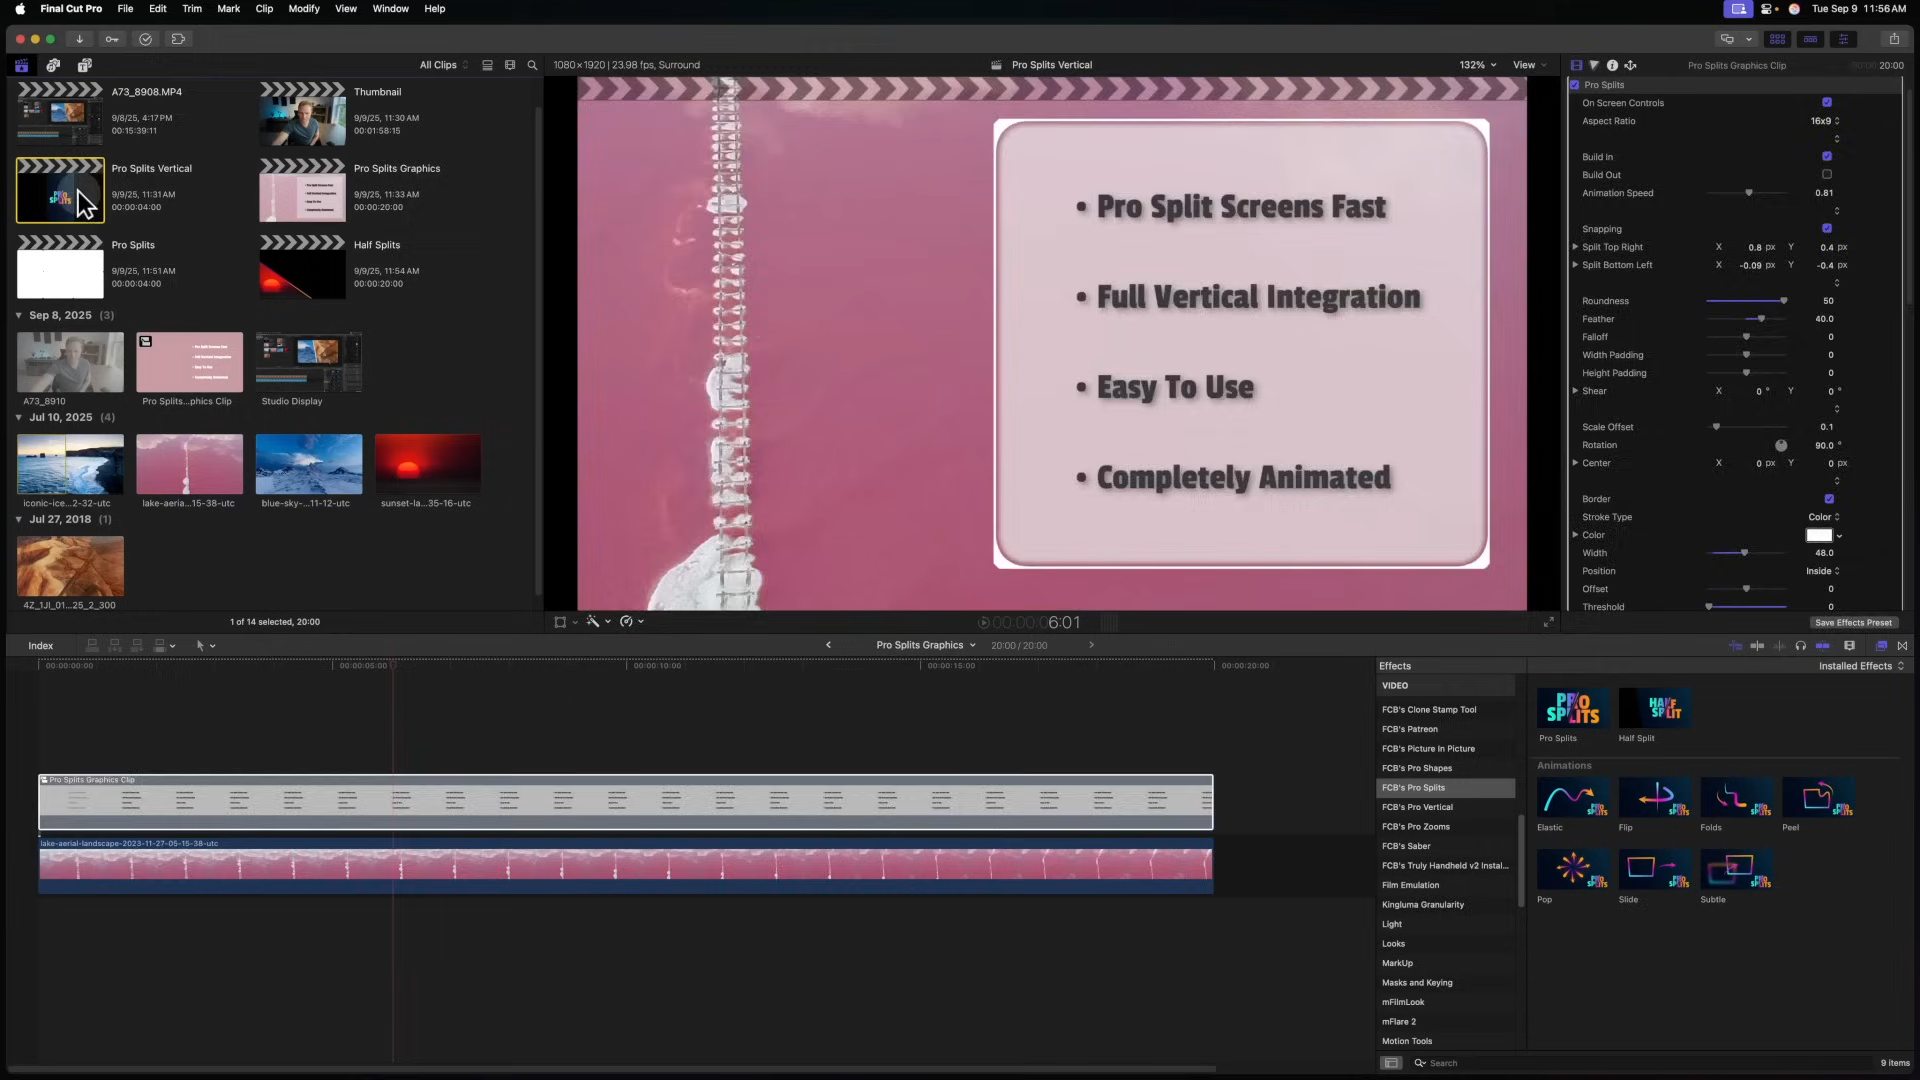 Final Cut Pro File Edit Trim Mark Clip Modify View Window Help Tue Sep 9 11:56 AM
All Clips 1080×1920 | 23.98 fps, Surround Pro Splits Vertical 132% View Pro Splits Graphics Clip 20:00
A73_8908.MP4
9/8/25, 4:17PM
00:15:39:11
Thumbnail
9/9/25, 11:30 AM
00:01:58:15
Pro Splits Vertical
9/9/25, 11:31AM
00:00:04:00
Pro Splits Graphics
9/9/25, 11:33 AM
00:00:20:00
Pro Splits
9/9/25, 11:51 AM
00:00:04:00
Half Splits
9/9/25, 11:54 AM
00:00:20:00
Sep 8, 2025 (3)
A73_8910
Pro Splits...phics Clip
Studio Display
Jul 10, 2025 (4)
iconic-ice...2-32-utc
lake-aeria...15-38-utc
blue-sky-...11-12-utc
sunset-la...35-16-utc
Jul 27, 2018 (1)
4Z_1JI_01...25_2_300
1 of 14 selected, 20:00
• Pro Split Screens Fast
• Full Vertical Integration
• Easy To Use
• Completely Animated
6:01
Pro Splits
On Screen Controls
Aspect Ratio 16x9
Build In
Build Out
Animation Speed 0.81
Snapping
Split Top Right X 0.8 px Y 0.4 px
Split Bottom Left X -0.09 px Y -0.4 px
Roundness 50
Feather 40.0
Falloff 0
Width Padding 0
Height Padding 0
Shear X 0 ° Y 0 °
Scale Offset 0.1
Rotation 90.0 °
Center X 0 px Y 0 px
Border
Stroke Type Color
Color
Width 48.0
Position Inside
Offset 0
Threshold 0
Save Effects Preset
Index Pro Splits Graphics 20:00 / 20:00
00:00:00:00 00:00:05:00 00:00:10:00 00:00:15:00 00:00:20:00
Pro Splits Graphics Clip
lake-aerial-landscape-2023-11-27-05-15-38-utc
Effects Installed Effects
VIDEO
FCB's Clone Stamp Tool
FCB's Patreon
FCB's Picture In Picture
FCB's Pro Shapes
FCB's Pro Splits
FCB's Pro Vertical
FCB's Pro Zooms
FCB's Saber
FCB's Truly Handheld v2 Instal...
Film Emulation
Kingluma Granularity
Light
Looks
MarkUp
Masks and Keying
mFilmLook
mFlare 2
Motion Tools
PRO SPLITS
HALF SPLIT
Pro Splits
Half Split
Animations
Elastic
Flip
Folds
Peel
Pop
Slide
Subtle
Search
9 items